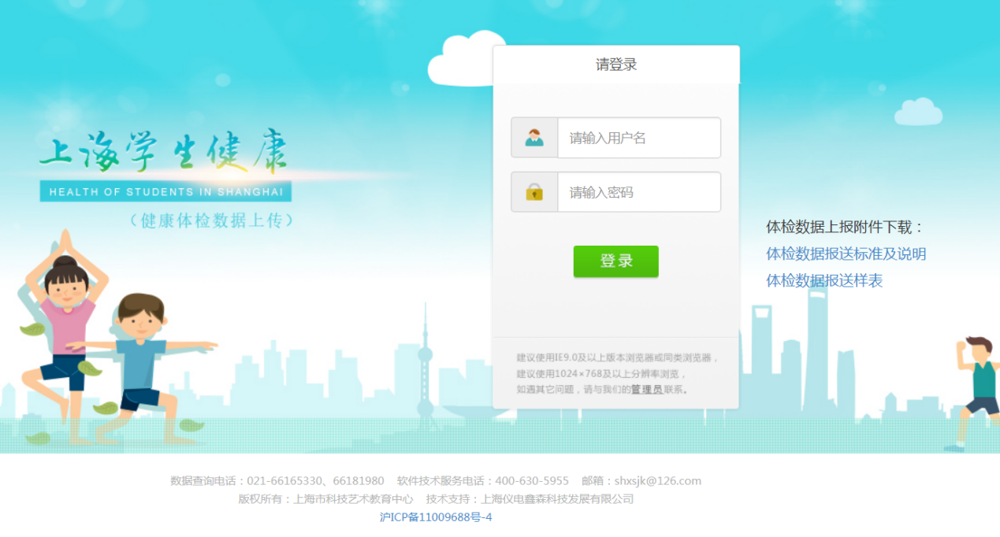 请登录
请输入用户名
上海学生健康
HEALTH OF STUDENTS IN SHANGHAI
请输入密码
（健康体检数据上传）
体检数据上报附件下载：
体检数据报送标准及说明
登录
体检数据报送样表
建议使用IE9.0及以上版本浏览器或同类浏览器，
建议使用1024×768及以上分辨率浏览，
如遇其它问题，请与我们的管理员联系。
数据查询电话：021-66165330、66181980 软件技术服务电话：400-630-5955 邮箱：shxsjk@126.com
版权所有：上海市科技艺术教育中心 技术支持：上海仪电鑫森科技发展有限公司
沪ICP备11009688号-4